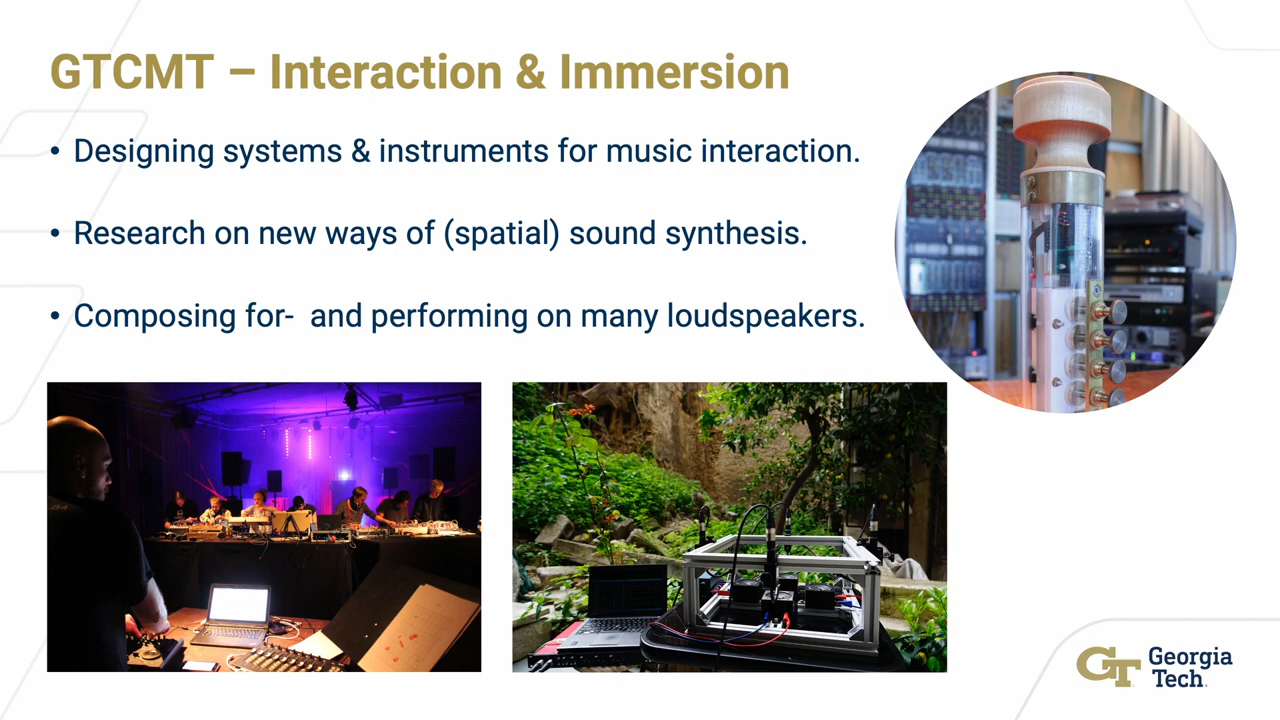 GTCMT – Interaction & Immersion
• Designing systems & instruments for music interaction.
• Research on new ways of (spatial) sound synthesis.
• Composing for-  and performing on many loudspeakers.
GT Georgia
Tech.